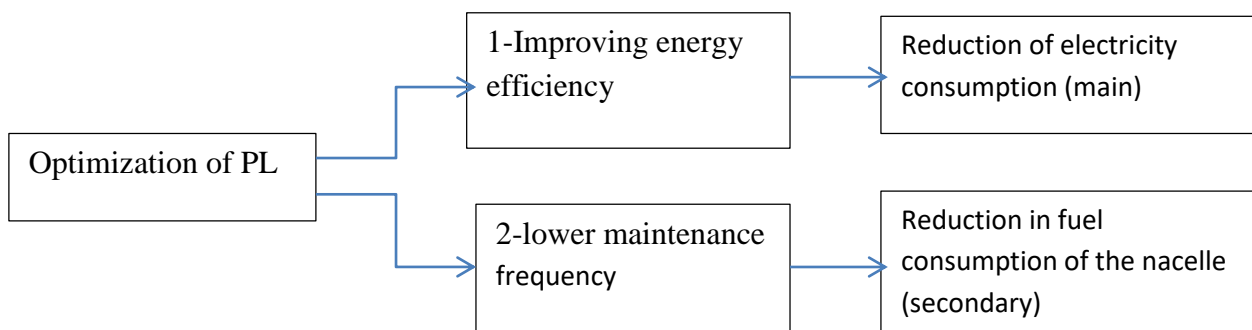 Optimization of PL
1-Improving energy
efficiency
Reduction of electricity
consumption (main)
2-lower maintenance
frequency
Reduction in fuel
consumption of the nacelle
(secondary)